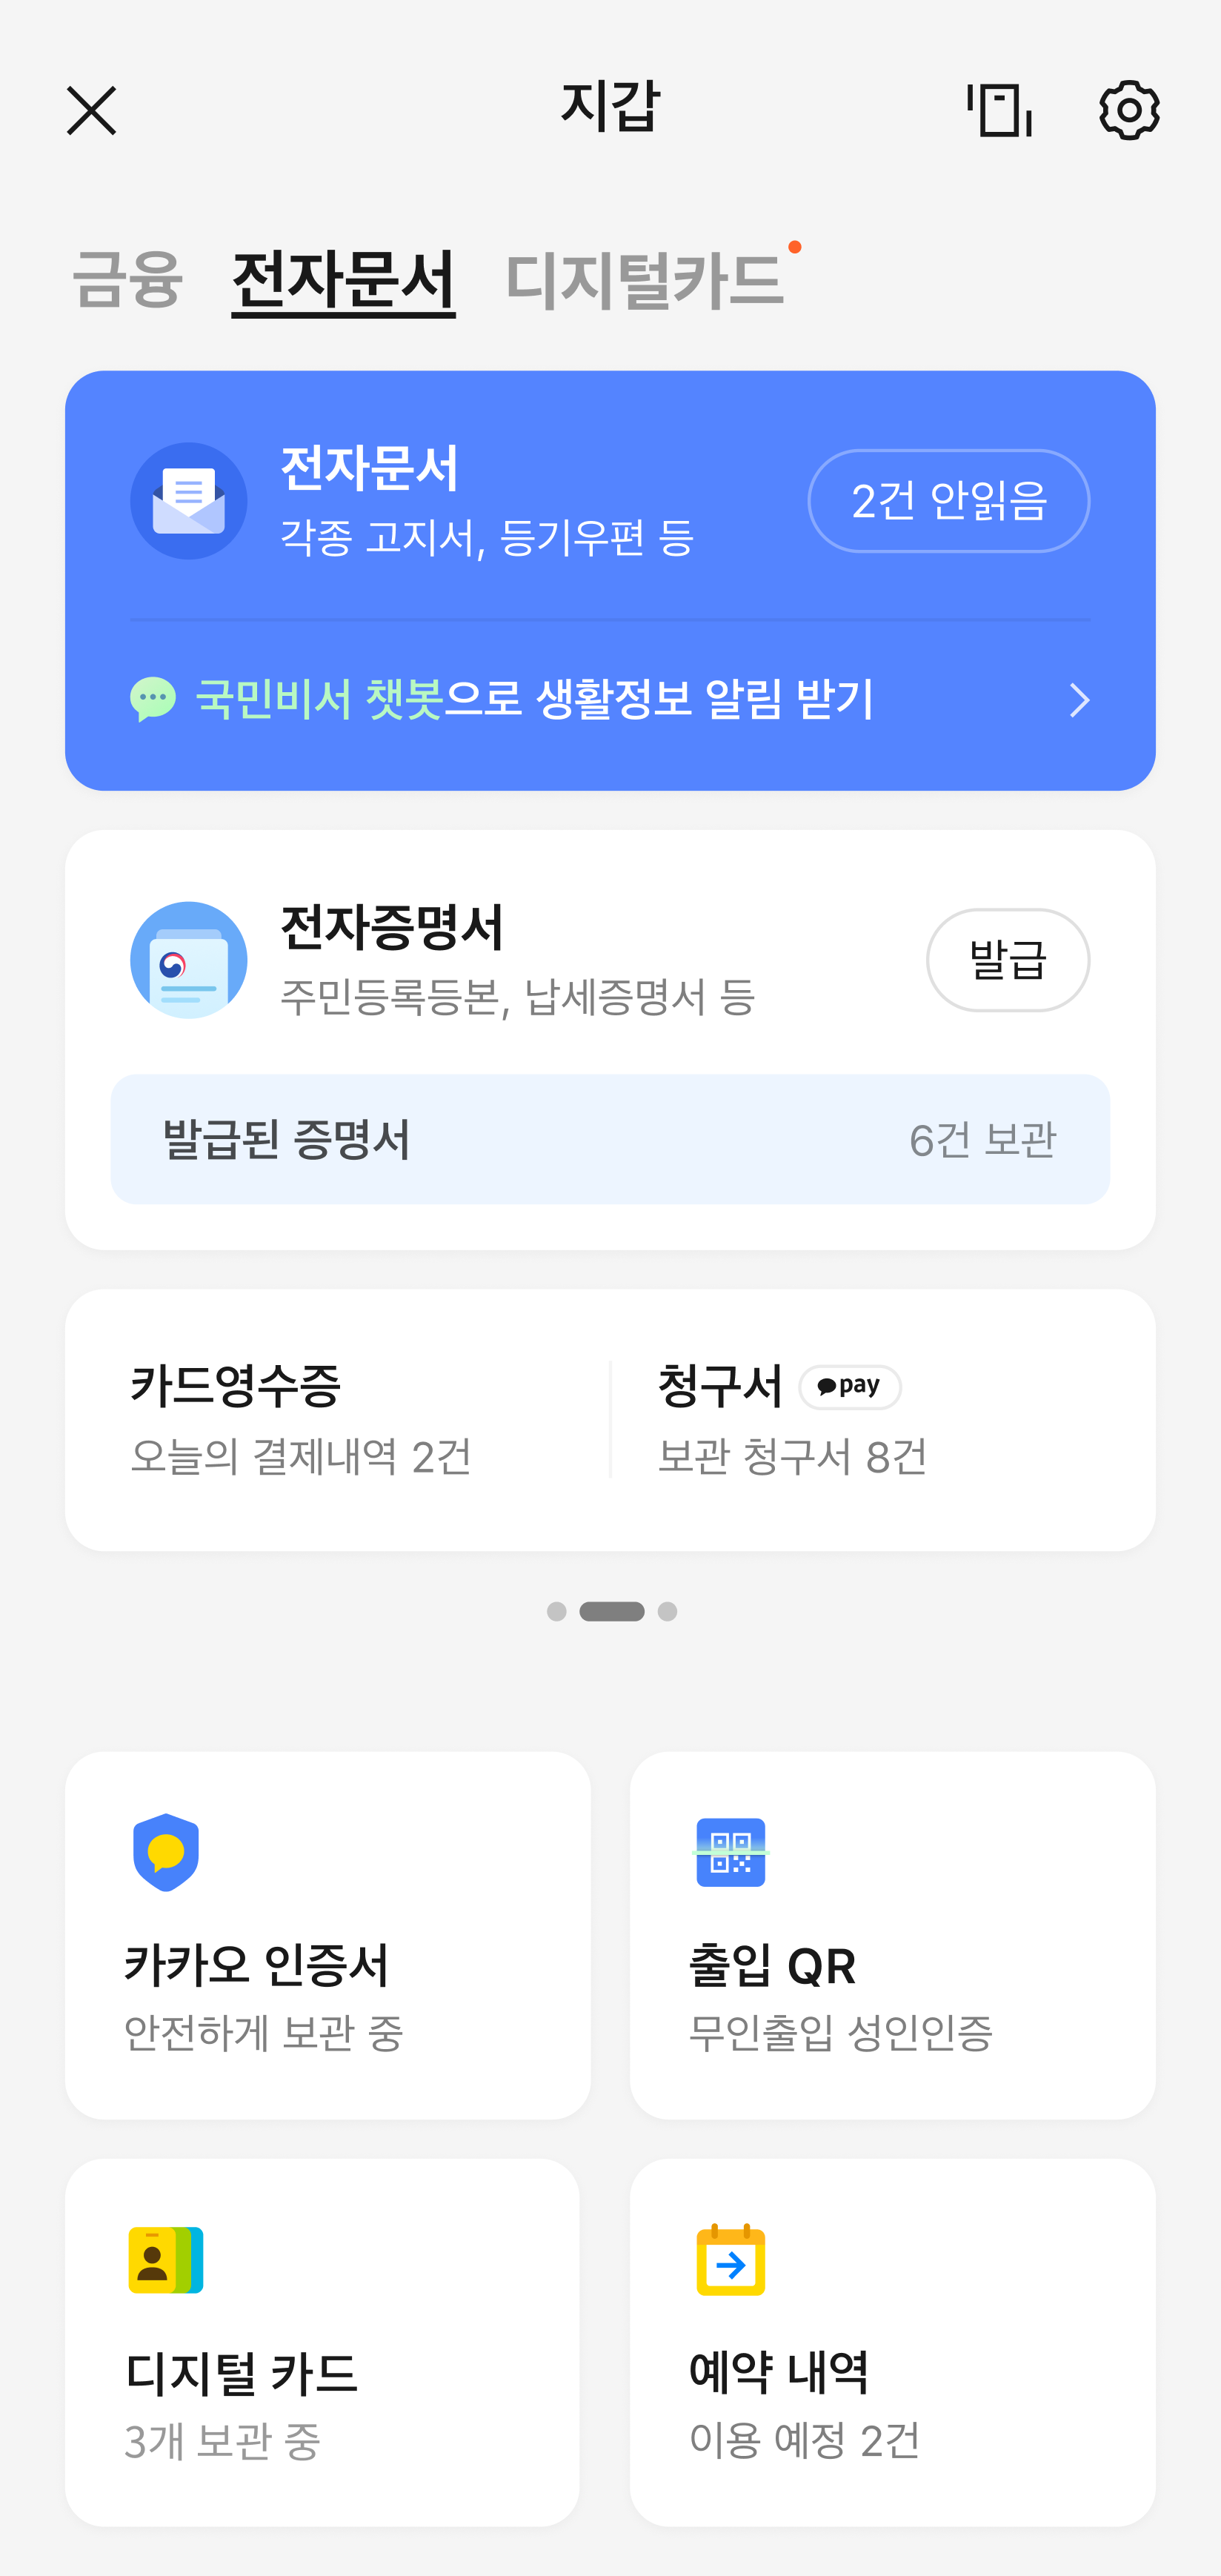 지갑
금융 전자문서 디지털카드
전자문서
각종 고지서, 등기우편 등
2건 안읽음
국민비서 챗봇으로 생활정보 알림 받기
전자증명서
주민등록등본, 납세증명서 등
발급
발급된 증명서
6건 보관
카드영수증
오늘의 결제내역 2건
청구서 pay
보관 청구서 8건
카카오 인증서
안전하게 보관 중
출입 QR
무인출입 성인인증
디지털 카드
3개 보관 중
예약 내역
이용 예정 2건